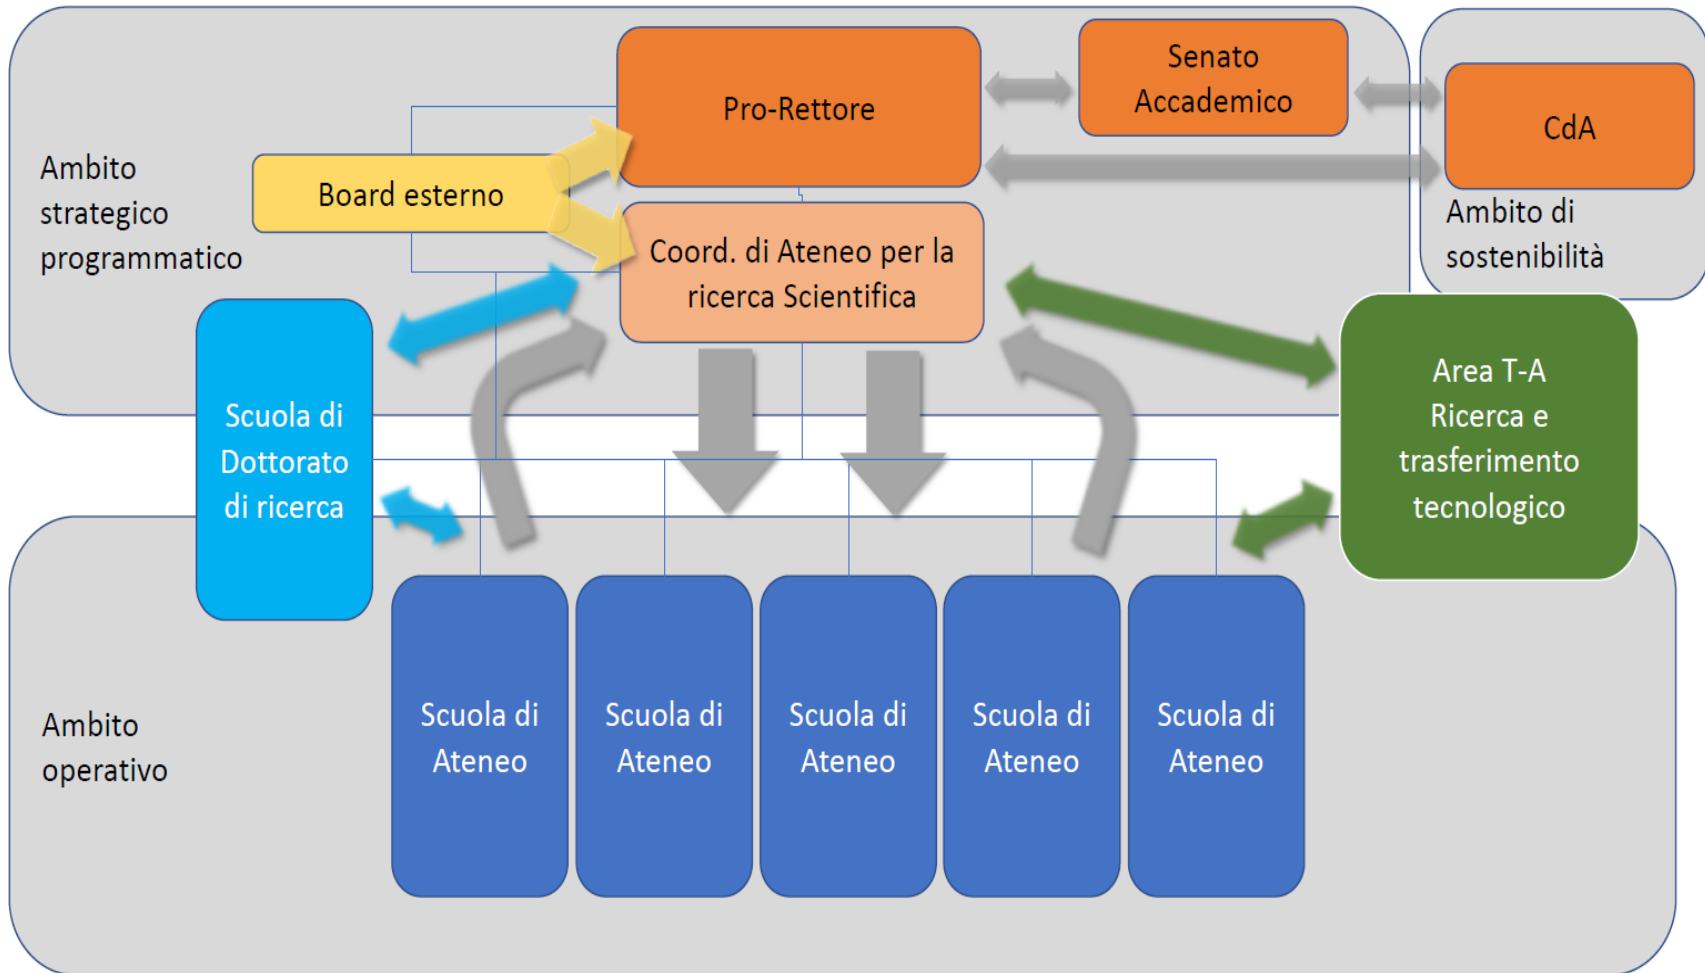 Pro-Rettore
Senato
Accademico
CdA
Ambito
strategico
programmatico
Board esterno
Ambito di
sostenibilità
Coord. di Ateneo per la
ricerca Scientifica
Scuola di
Dottorato
di ricerca
Area T-A
Ricerca e
trasferimento
tecnologico
Ambito
operativo
Scuola di
Ateneo
Scuola di
Ateneo
Scuola di
Ateneo
Scuola di
Ateneo
Scuola di
Ateneo